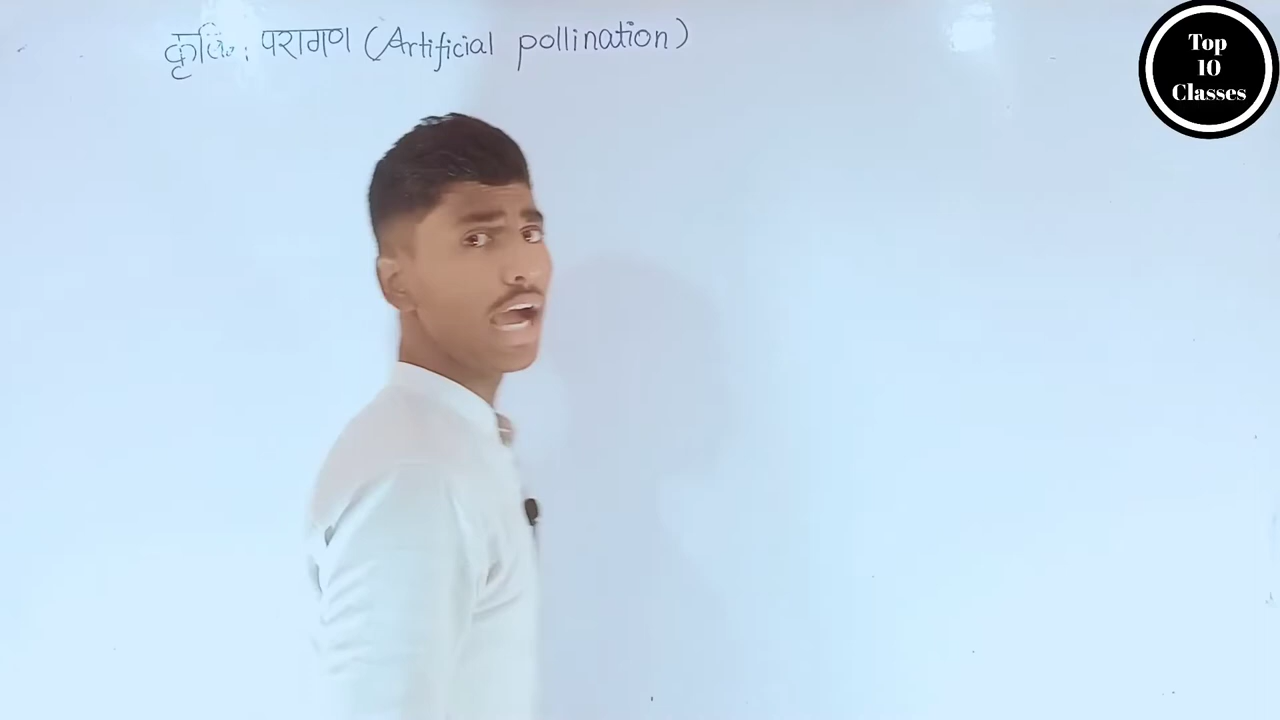 परागण (Artificial pollination)
Top
10
Classes